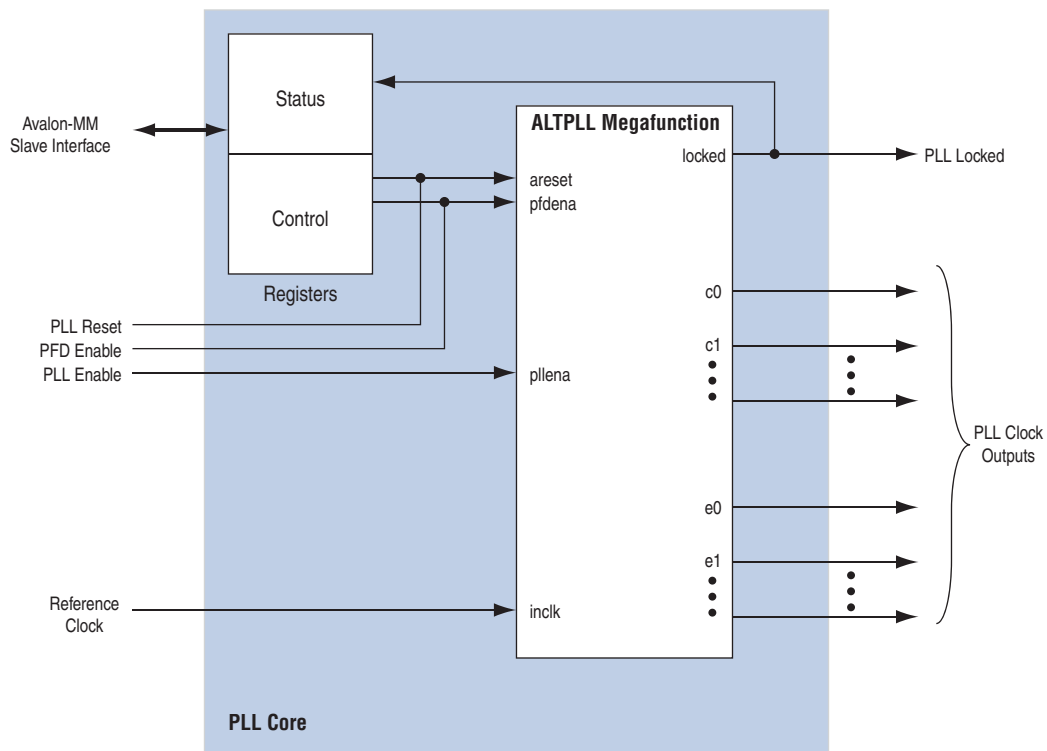 Status
Avalon-MM
Slave Interface
ALTPLL Megafunction
locked
PLL Locked
areset
pfdena
Control
Registers
c0
PLL Reset
PFD Enable
PLL Enable
c1
pllena
PLL Clock
Outputs
e0
e1
Reference
Clock
inclk
PLL Core